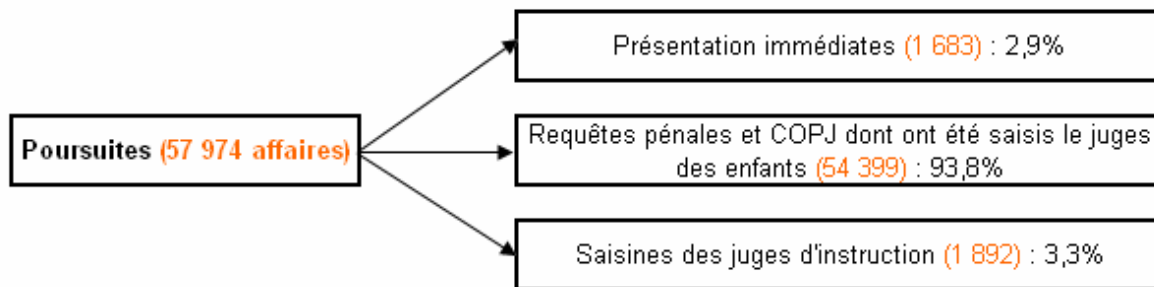 Présentation immédiates (1 683) : 2,9%
Poursuites (57 974 affaires)
Requêtes pénales et COPJ dont ont été saisis le juges
des enfants (54 399) : 93,8%
Saisines des juges d'instruction (1 892) : 3,3%